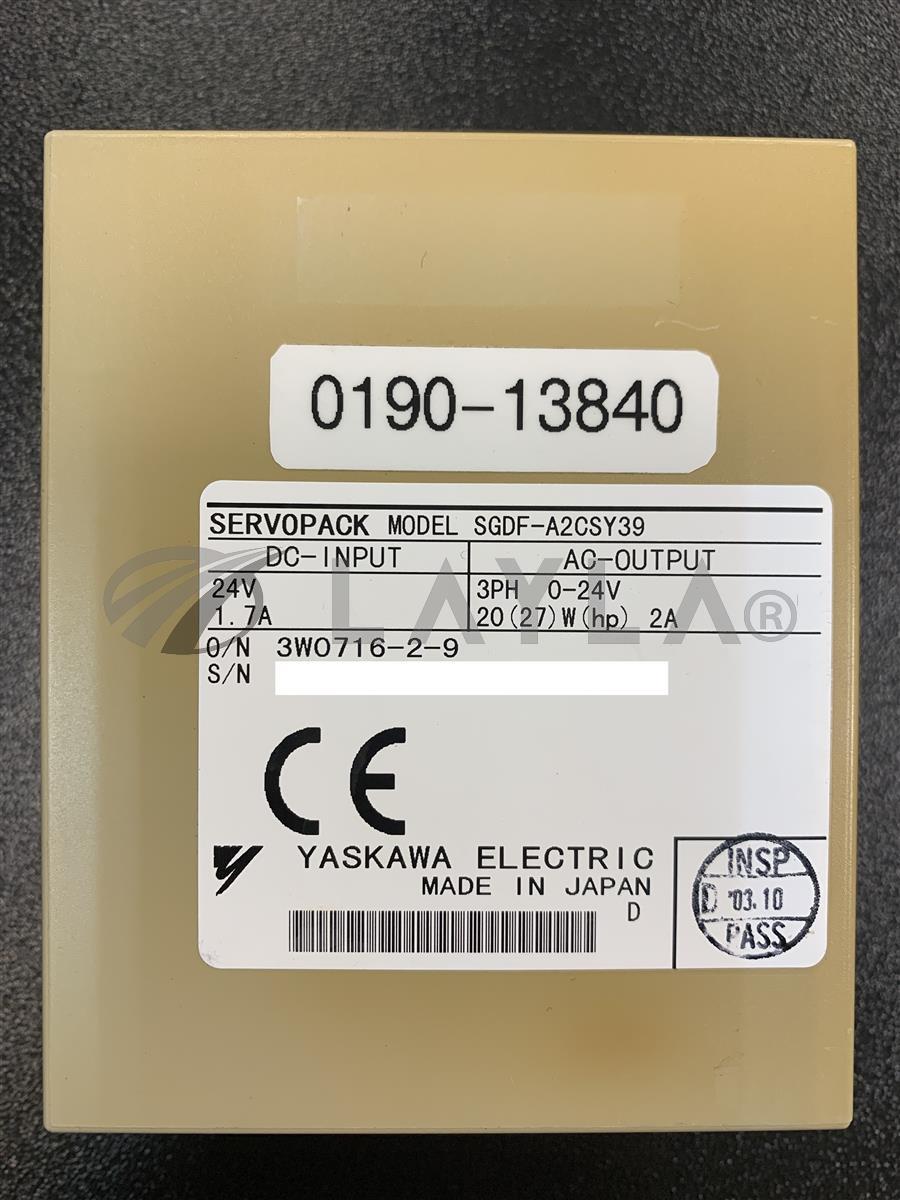 0190-13840
SERVOPACK MODEL SGDF-A2CSY39
DC-INPUT AC-OUTPUT
24V 3PH 0-24V
1.7A 20(27)W(hp) 2A
LAYLA®
O/N 3W0716-2-9
S/N
CE
YASKAWA ELECTRIC
MADE IN JAPAN
D
INSP
D '03.10
PASS